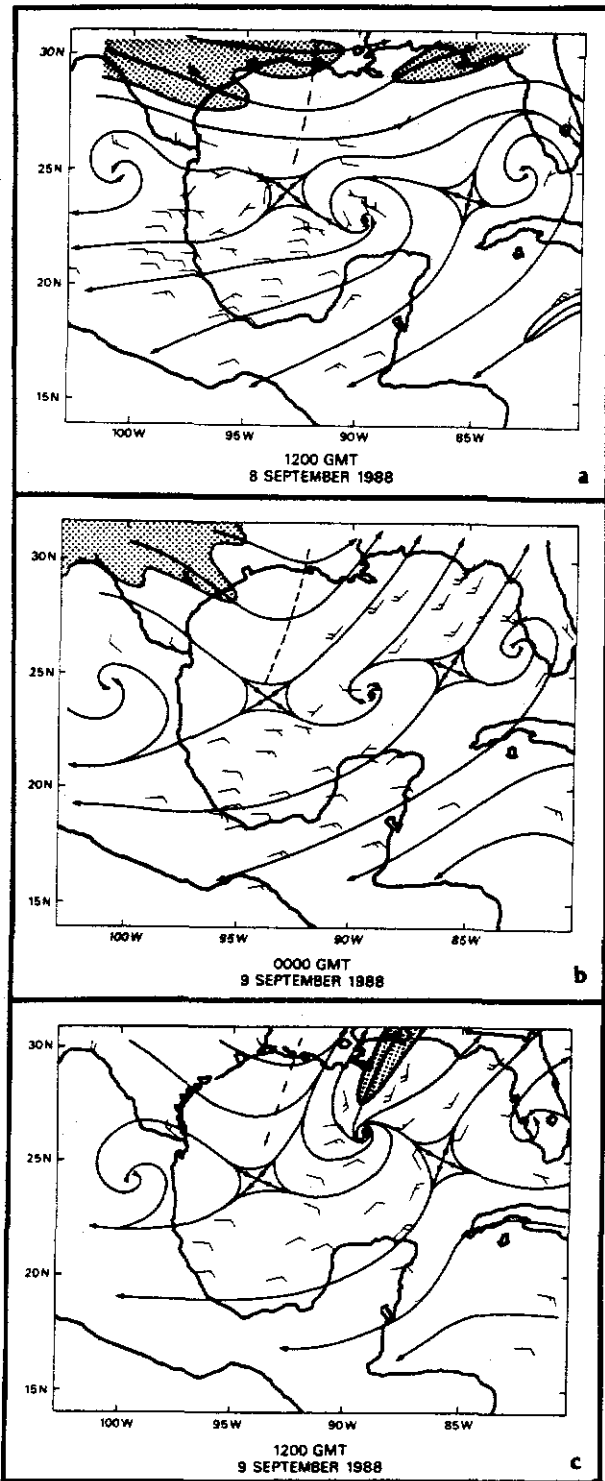 30N
25N
20N
15N
100W 95W 90W 85W
1200 GMT
8 SEPTEMBER 1988
a
30N
25N
20N
15N
100W 95W 90W 85W
0000 GMT
9 SEPTEMBER 1988
b
30N
25N
20N
15N
100W 95W 90W 85W
1200 GMT
9 SEPTEMBER 1988
c